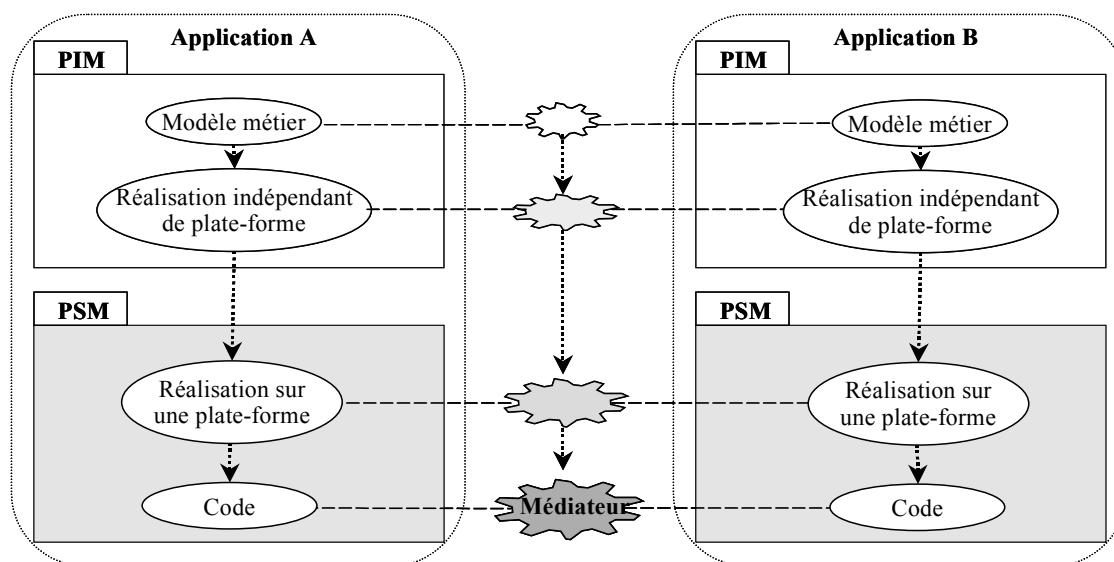 Application A
PIM
Modèle métier
Réalisation indépendant
de plate-forme
PSM
Réalisation sur
une plate-forme
Code
Médiateur
Application B
PIM
Modèle métier
Réalisation indépendant
de plate-forme
PSM
Réalisation sur
une plate-forme
Code